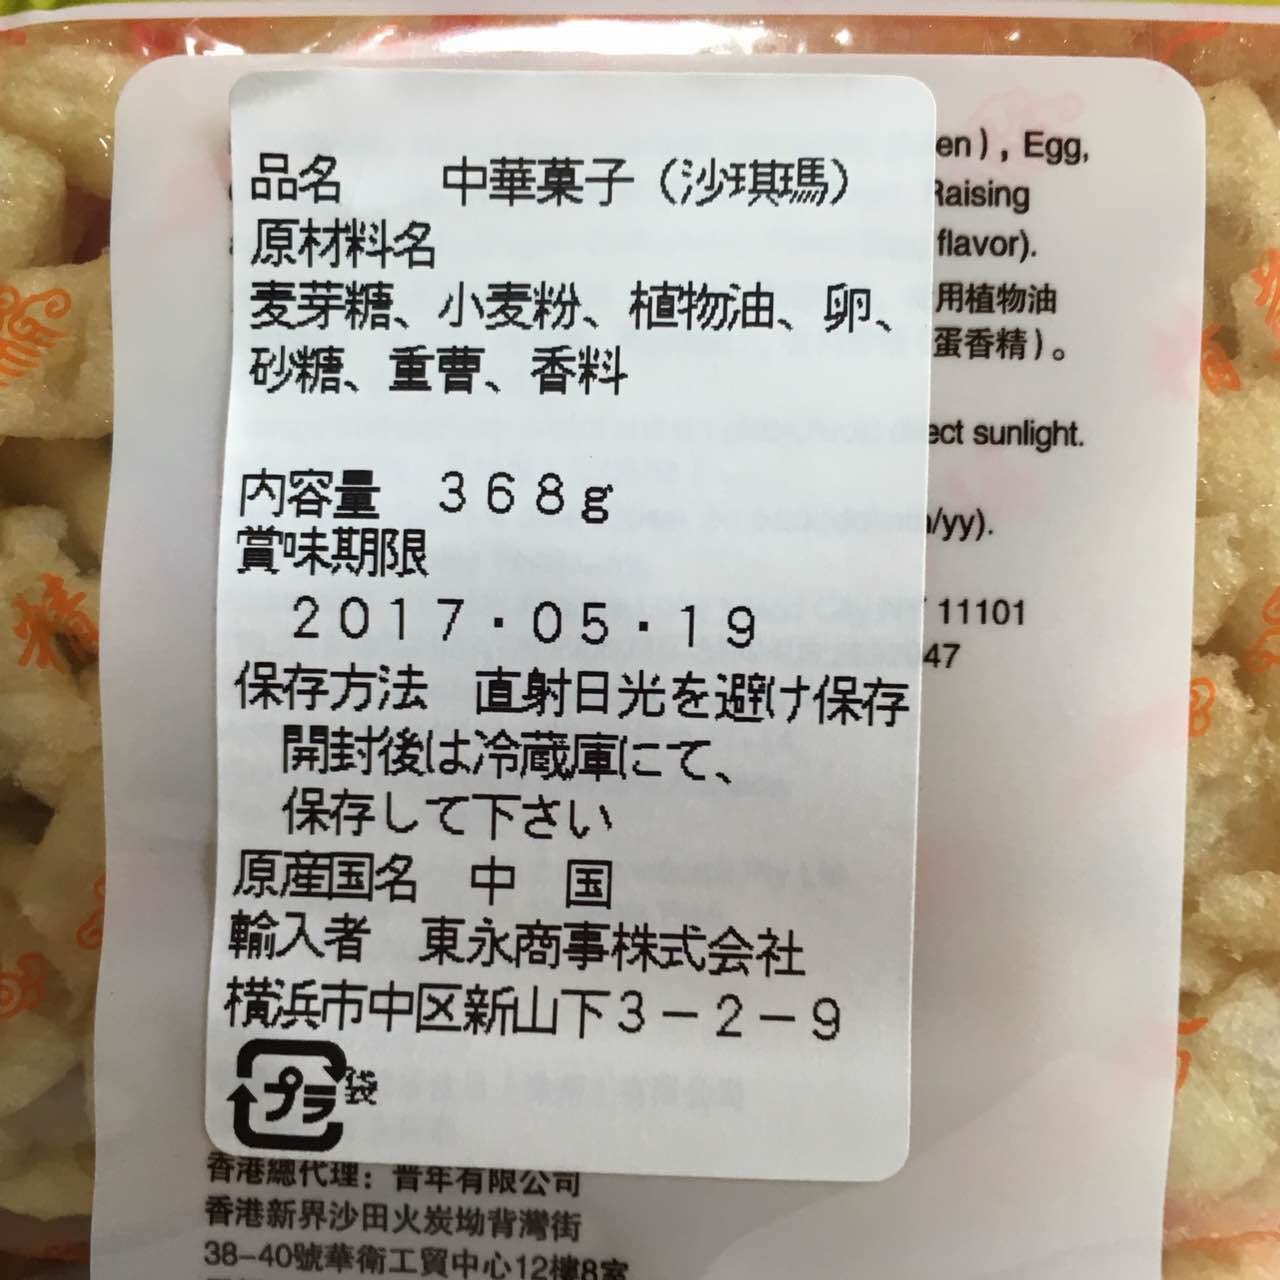 品名　中華菓子（沙琪瑪）
原材料名
麦芽糖、小麦粉、植物油、卵、
砂糖、重曹、香料
内容量　３６８ｇ
賞味期限
２０１７．０５．１９
保存方法　直射日光を避け保存
開封後は冷蔵庫にて、
保存して下さい
原産国名　中　国
輸入者　東永商事株式会社
横浜市中区新山下３－２－９
プラ 袋
, Egg,
Raising
flavor).
用植物油
(蛋香精)。
sunlight.
/yy).
11101
47
香港總代理：普年有限公司
香港新界沙田火炭坳背灣街
38-40號華衛工貿中心12樓8室